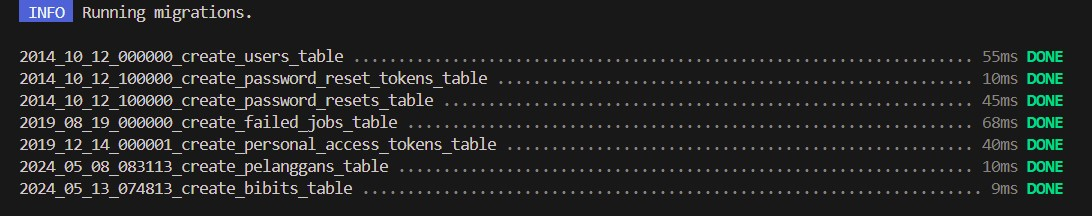 INFO Running migrations.
2014_10_12_000000_create_users_table ........................................................................ 55ms DONE
2014_10_12_100000_create_password_reset_tokens_table ........................................................ 10ms DONE
2014_10_12_100000_create_password_resets_table .............................................................. 45ms DONE
2019_08_19_000000_create_failed_jobs_table .................................................................. 68ms DONE
2019_12_14_000001_create_personal_access_tokens_table ....................................................... 40ms DONE
2024_05_08_083113_create_pelanggans_table ................................................................... 10ms DONE
2024_05_13_074813_create_bibits_table ........................................................................ 9ms DONE